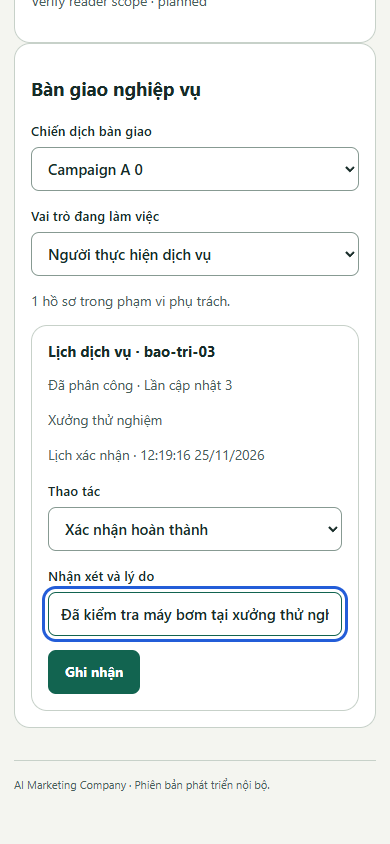 Verify reader scope · planned
Bàn giao nghiệp vụ
Chiến dịch bàn giao
Campaign A 0
Vai trò đang làm việc
Người thực hiện dịch vụ
1 hồ sơ trong phạm vi phụ trách.
Lịch dịch vụ · bao-tri-03
Đã phân công · Lần cập nhật 3
Xưởng thử nghiệm
Lịch xác nhận · 12:19:16 25/11/2026
Thao tác
Xác nhận hoàn thành
Nhận xét và lý do
Đã kiểm tra máy bơm tại xưởng thử ngh
Ghi nhận
AI Marketing Company · Phiên bản phát triển nội bộ.